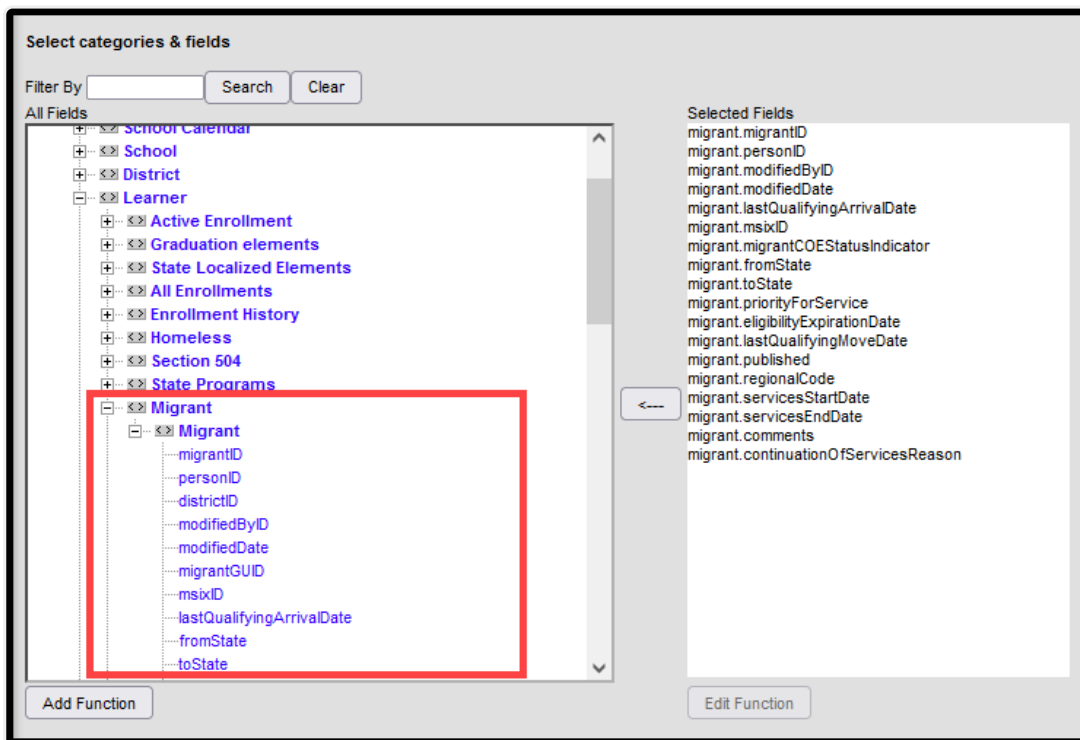 Select categories & fields
Filter By
Search
Clear
All Fields
School Calendar
School
District
Learner
Active Enrollment
Graduation elements
State Localized Elements
All Enrollments
Enrollment History
Homeless
Section 504
State Programs
Migrant
Migrant
migrantID
personID
districtID
modifiedByID
modifiedDate
migrantGUID
msixID
lastQualifyingArrivalDate
fromState
toState
Add Function
<---
Selected Fields
migrant.migrantID
migrant.personID
migrant.modifiedByID
migrant.modifiedDate
migrant.lastQualifyingArrivalDate
migrant.msixID
migrant.migrantCOEStatusIndicator
migrant.fromState
migrant.toState
migrant.priorityForService
migrant.eligibilityExpirationDate
migrant.lastQualifyingMoveDate
migrant.published
migrant.regionalCode
migrant.servicesStartDate
migrant.servicesEndDate
migrant.comments
migrant.continuationOfServicesReason
Edit Function